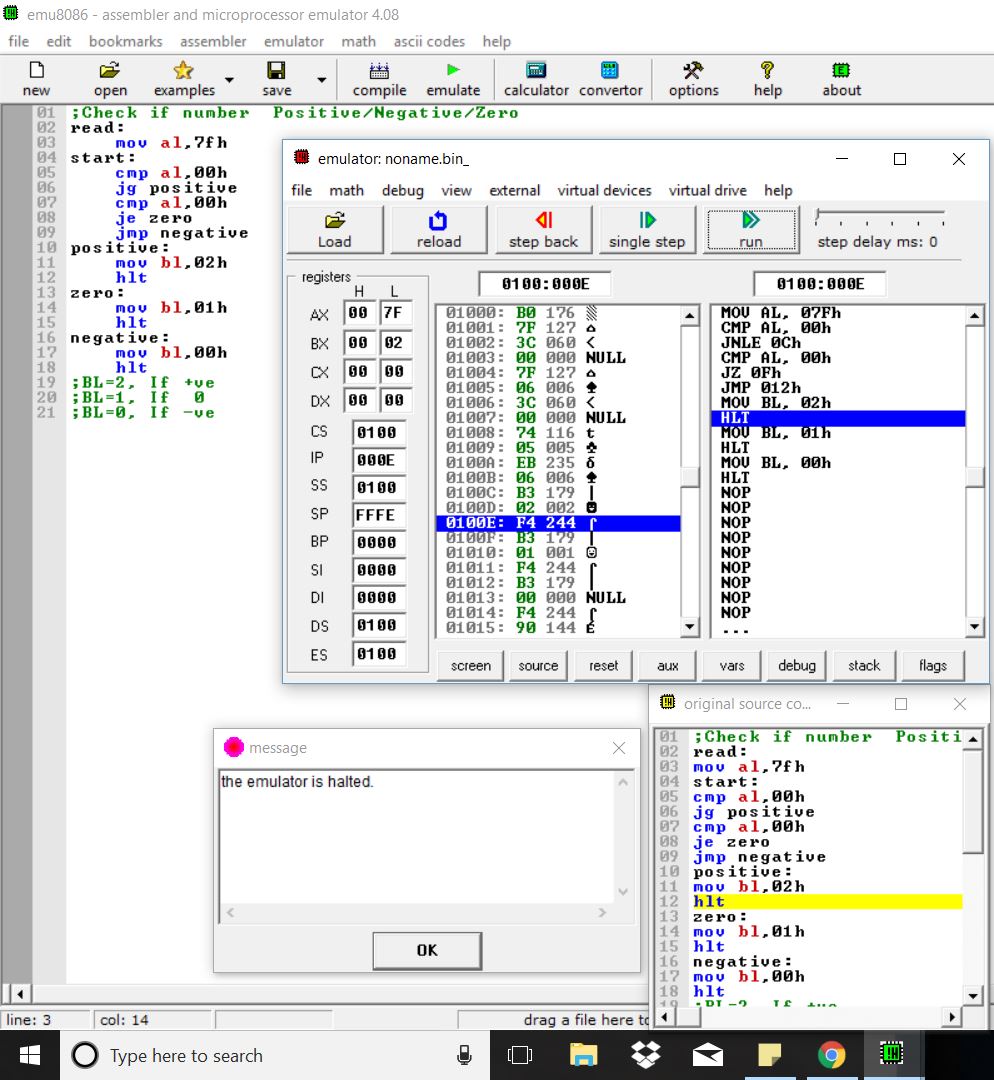 emu8086 - assembler and microprocessor emulator 4.08
file edit bookmarks assembler emulator math ascii codes help
new open examples save compile emulate calculator convertor options help about
01 ;Check if number  Positive/Negative/Zero
02 read:
03 mov al,7fh
04 start:
05 cmp al,00h
06 jg positive
07 cmp al,00h
08 je zero
09 jmp negative
10 positive:
11 mov bl,02h
12 hlt
13 zero:
14 mov bl,01h
15 hlt
16 negative:
17 mov bl,00h
18 hlt
19 ;BL=2, If +ve
20 ;BL=1, If  0
21 ;BL=0, If -ve
emulator: noname.bin_
file math debug view external virtual devices virtual drive help
Load reload step back single step run step delay ms: 0
registers
H L
AX 00 7F
BX 00 02
CX 00 00
DX 00 00
CS 0100
IP 000E
SS 0100
SP FFFE
BP 0000
SI 0000
DI 0000
DS 0100
ES 0100
0100:000E
01000: B0 176 ▒
01001: 7F 127 ⌂
01002: 3C 060 <
01003: 00 000 NULL
01004: 7F 127 ⌂
01005: 06 006 ♠
01006: 3C 060 <
01007: 00 000 NULL
01008: 74 116 t
01009: 05 005 ♣
0100A: EB 235 δ
0100B: 06 006 ♠
0100C: B3 179 │
0100D: 02 002 ☻
0100E: F4 244 ⌠
0100F: B3 179 │
01010: 01 001 ☺
01011: F4 244 ⌠
01012: B3 179 │
01013: 00 000 NULL
01014: F4 244 ⌠
01015: 90 144 É
0100:000E
MOV AL, 07Fh
CMP AL, 00h
JNLE 0Ch
CMP AL, 00h
JZ 0Fh
JMP 012h
MOV BL, 02h
HLT
MOV BL, 01h
HLT
MOV BL, 00h
HLT
NOP
NOP
NOP
NOP
NOP
NOP
NOP
NOP
NOP
...
screen source reset aux vars debug stack flags
original source co...
01 ;Check if number  Positi
02 read:
03 mov al,7fh
04 start:
05 cmp al,00h
06 jg positive
07 cmp al,00h
08 je zero
09 jmp negative
10 positive:
11 mov bl,02h
12 hlt
13 zero:
14 mov bl,01h
15 hlt
16 negative:
17 mov bl,00h
18 hlt
19 ;BL=2, If +ve
message
the emulator is halted.
OK
line: 3 col: 14 drag a file here to
Type here to search